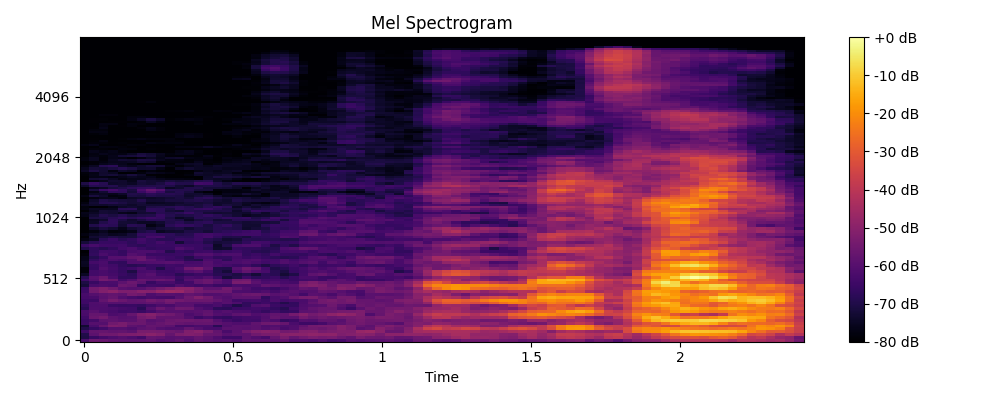 Mel Spectrogram
+0 dB
-10 dB
-20 dB
-30 dB
-40 dB
-50 dB
-60 dB
-70 dB
-80 dB
4096
2048
1024
512
0
Hz
0 0.5 1 1.5 2
Time